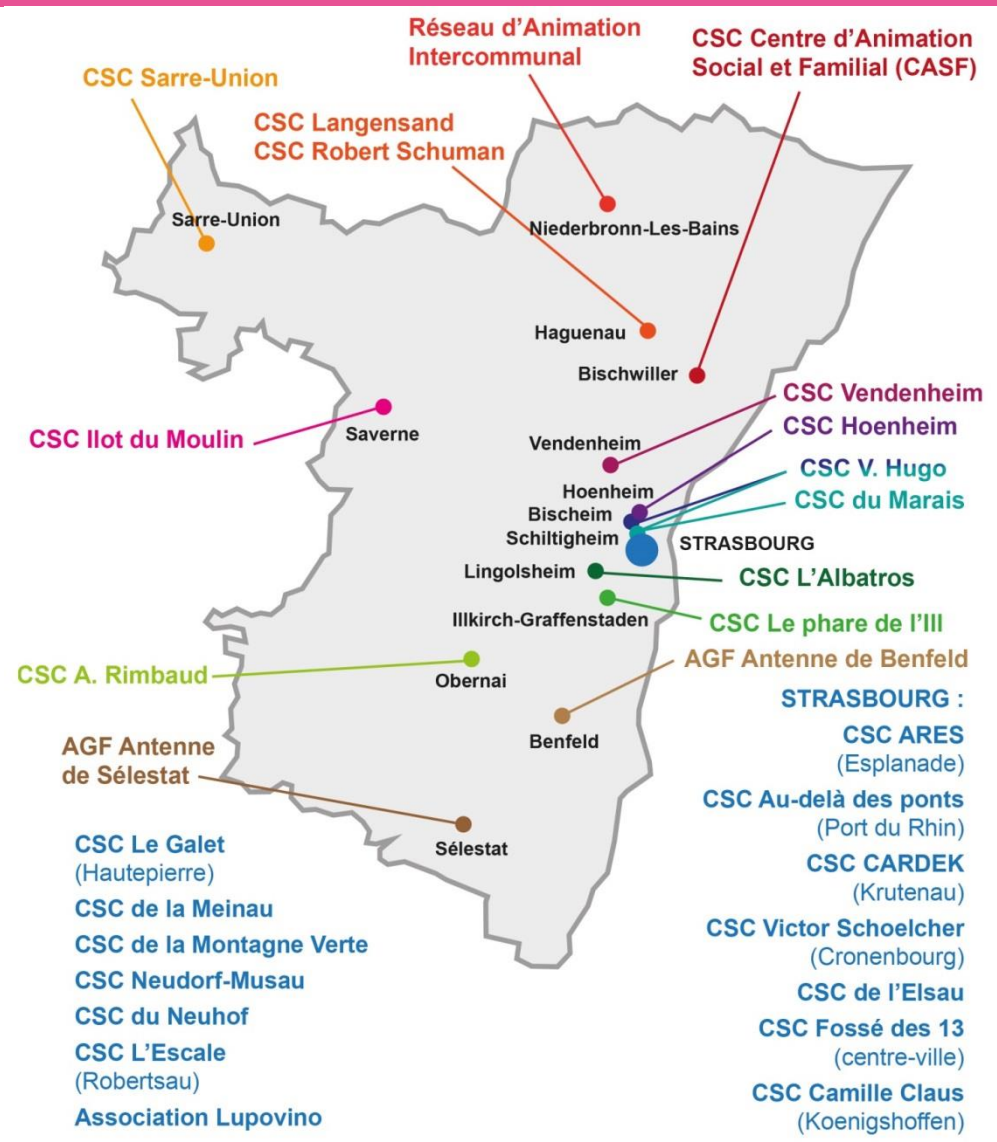 Réseau d’Animation
Intercommunal
CSC Centre d’Animation
Social et Familial (CASF)
CSC Sarre-Union
CSC Langensand
CSC Robert Schuman
Sarre-Union
Niederbronn-Les-Bains
Haguenau
Bischwiller
CSC Vendenheim
CSC Ilot du Moulin
Saverne
Vendenheim
CSC Hoenheim
CSC V. Hugo
CSC du Marais
Hoenheim
Bischeim
Schiltigheim
STRASBOURG
Lingolsheim
CSC L’Albatros
Illkirch-Graffenstaden
CSC Le phare de l’Ill
CSC A. Rimbaud
Obernai
AGF Antenne de Benfeld
Benfeld
AGF Antenne
de Sélestat
Sélestat
CSC Le Galet
(Hautepierre)
CSC de la Meinau
CSC de la Montagne Verte
CSC Neudorf-Musau
CSC du Neuhof
CSC L’Escale
(Robertsau)
Association Lupovino
STRASBOURG :
CSC ARES
(Esplanade)
CSC Au-delà des ponts
(Port du Rhin)
CSC CARDEK
(Krutenau)
CSC Victor Schoelcher
(Cronenbourg)
CSC de l’Elsau
CSC Fossé des 13
(centre-ville)
CSC Camille Claus
(Koenigshoffen)